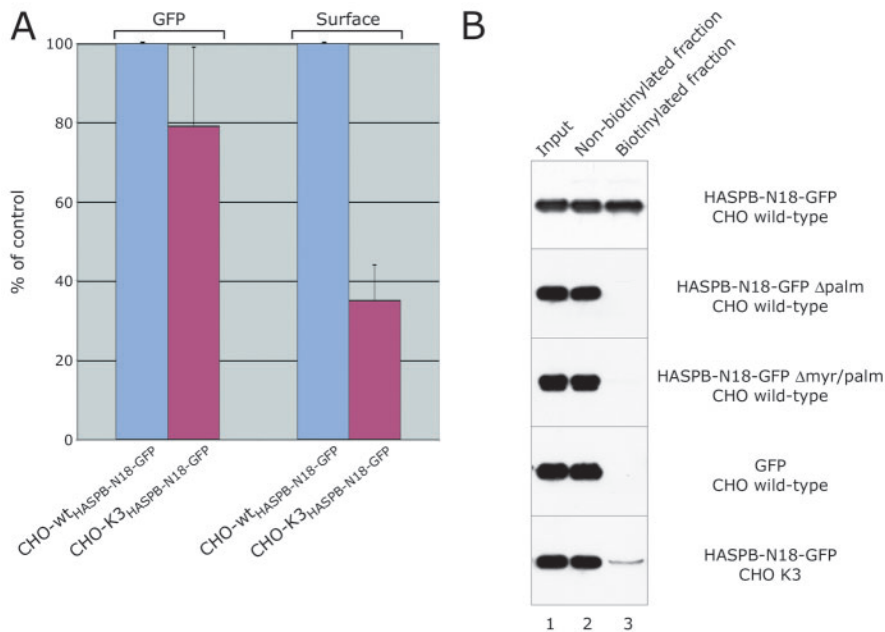 A
GFP
Surface
100
80
60
40
20
0
% of control
CHO-wtHASPB-N18-GFP
CHO-K3HASPB-N18-GFP
CHO-wtHASPB-N18-GFP
CHO-K3HASPB-N18-GFP
B
Input
Non-biotinylated fraction
Biotinylated fraction
HASPB-N18-GFP
CHO wild-type
HASPB-N18-GFP Δpalm
CHO wild-type
HASPB-N18-GFP Δmyr/palm
CHO wild-type
GFP
CHO wild-type
HASPB-N18-GFP
CHO K3
1 2 3